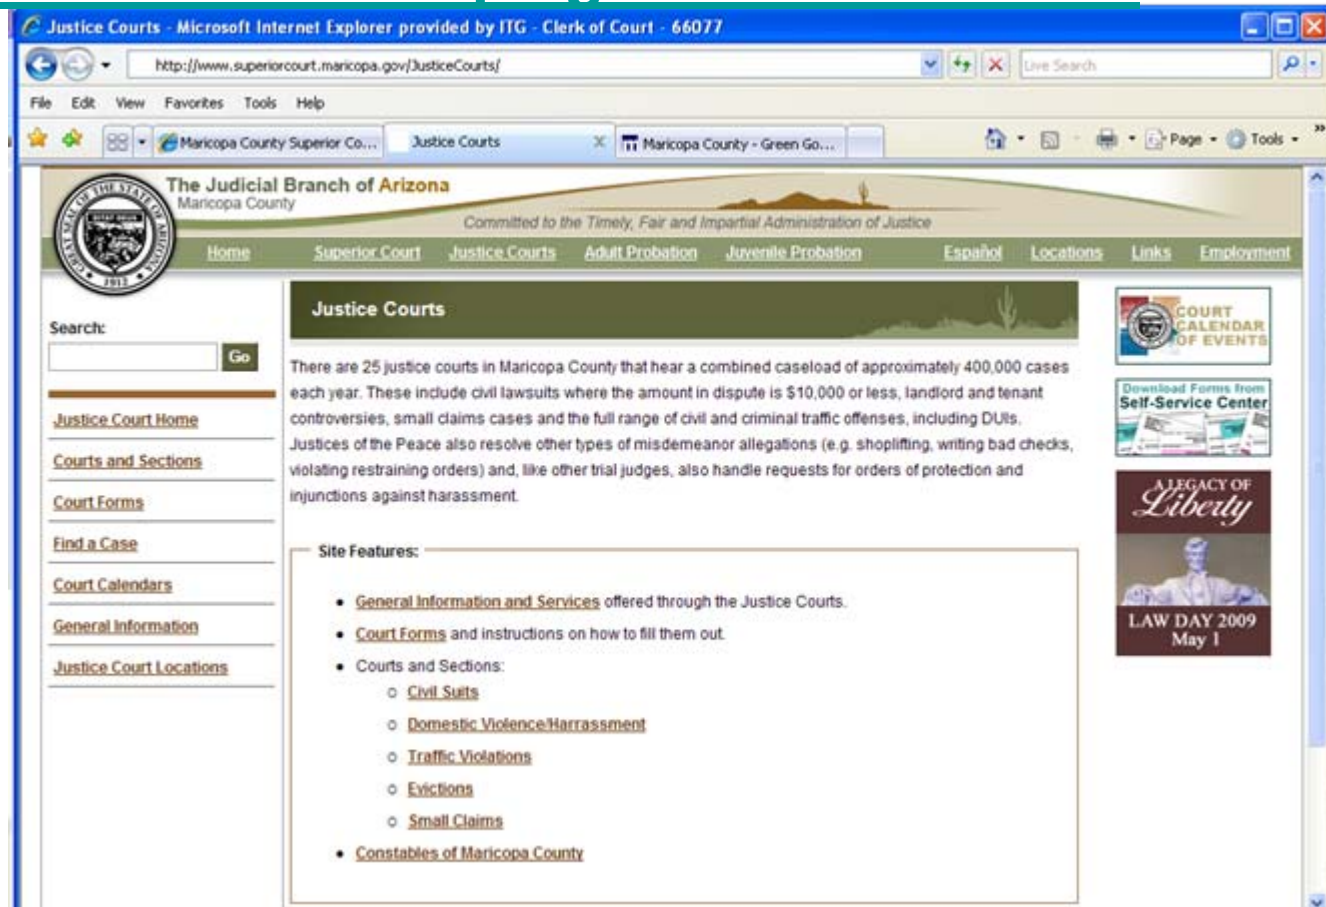 Justice Courts - Microsoft Internet Explorer provided by ITG - Clerk of Court - 66077
http://www.superiorcourt.maricopa.gov/JusticeCourts/
Live Search
File Edit View Favorites Tools Help
Maricopa County Superior Co...
Justice Courts
Maricopa County - Green Go...
Page
Tools
The Judicial Branch of Arizona
Maricopa County
Committed to the Timely, Fair and Impartial Administration of Justice
Home Superior Court Justice Courts Adult Probation Juvenile Probation Español Locations Links Employment
GREAT SEAL OF THE STATE OF ARIZONA
1912
Search:
Go
Justice Court Home
Courts and Sections
Court Forms
Find a Case
Court Calendars
General Information
Justice Court Locations
Justice Courts
There are 25 justice courts in Maricopa County that hear a combined caseload of approximately 400,000 cases
each year. These include civil lawsuits where the amount in dispute is $10,000 or less, landlord and tenant
controversies, small claims cases and the full range of civil and criminal traffic offenses, including DUIs.
Justices of the Peace also resolve other types of misdemeanor allegations (e.g. shoplifting, writing bad checks,
violating restraining orders) and, like other trial judges, also handle requests for orders of protection and
injunctions against harassment.
Site Features:
• General Information and Services offered through the Justice Courts.
• Court Forms and instructions on how to fill them out.
• Courts and Sections:
○ Civil Suits
○ Domestic Violence/Harrassment
○ Traffic Violations
○ Evictions
○ Small Claims
• Constables of Maricopa County
COURT
CALENDAR
OF EVENTS
Download Forms from
Self-Service Center
A LEGACY OF
Liberty
LAW DAY 2009
May 1